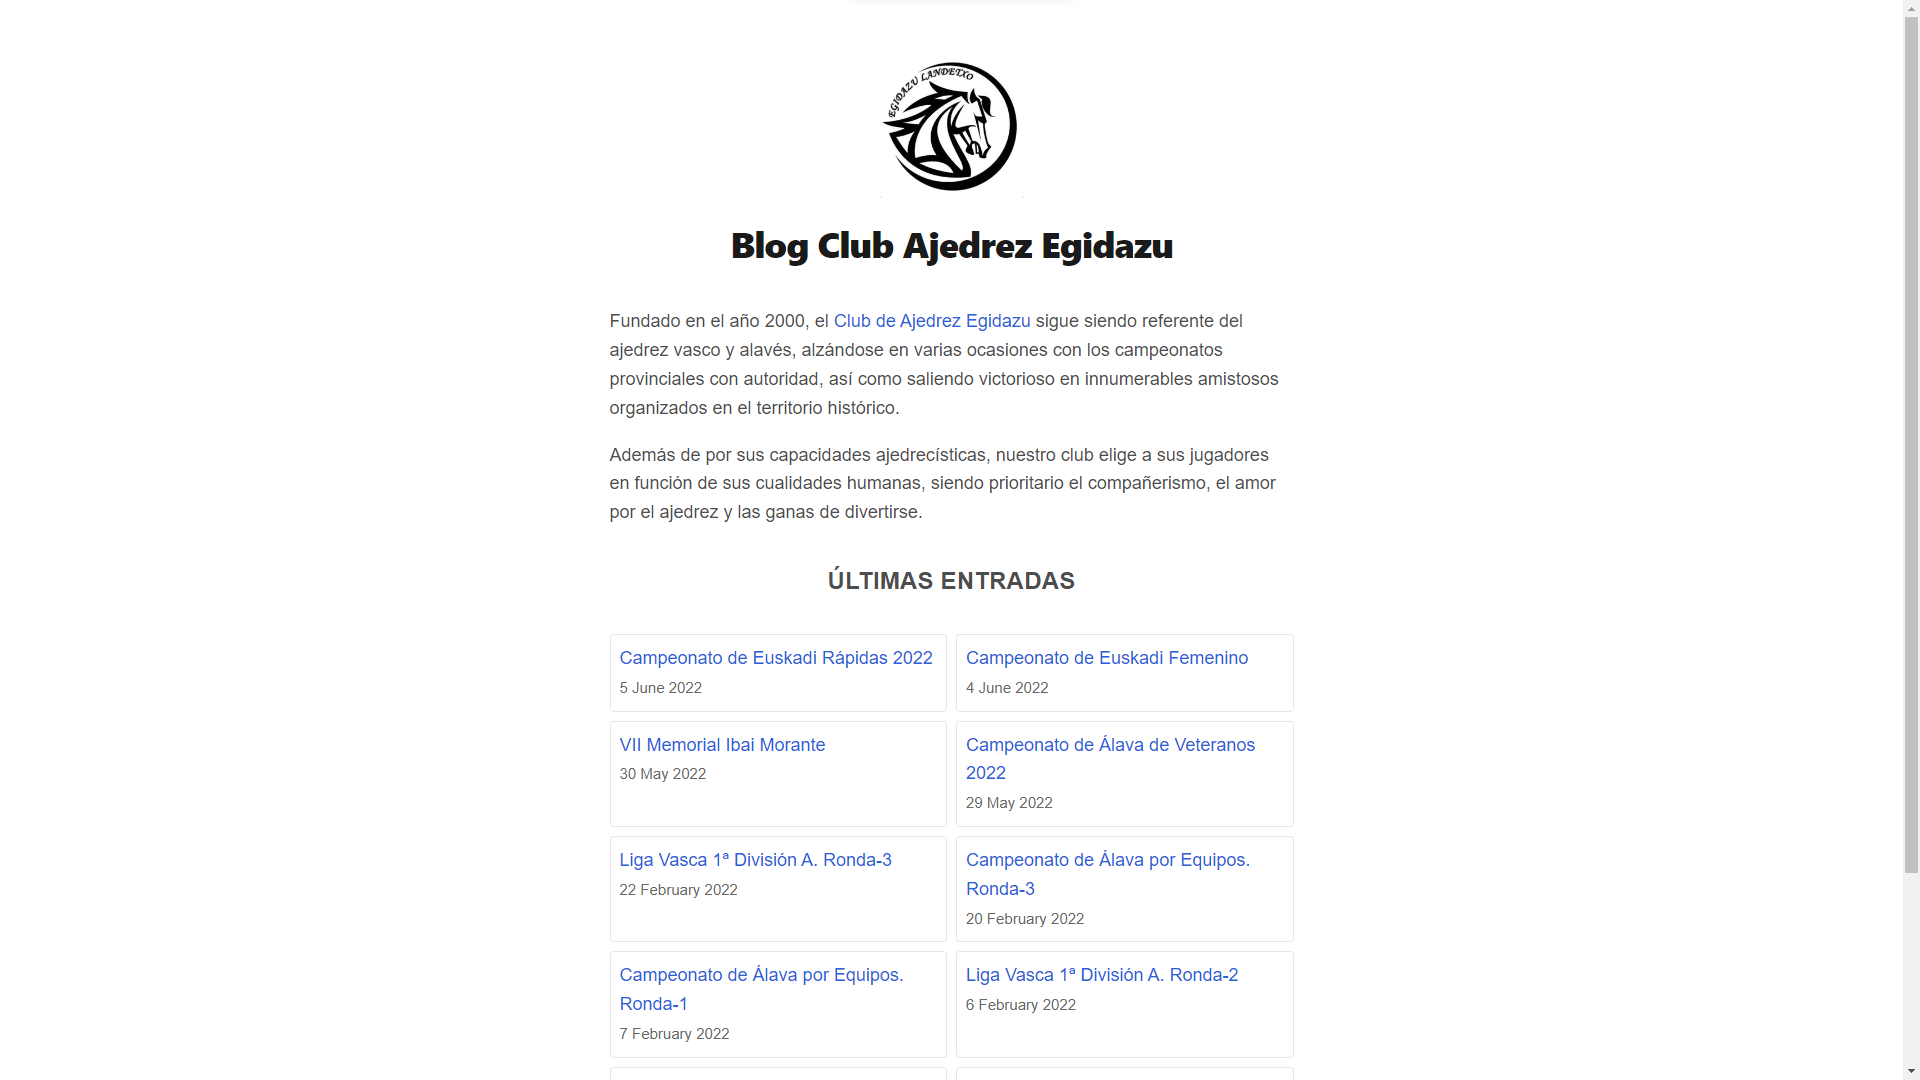 EGIDAZU LANDETXO
Blog Club Ajedrez Egidazu
Fundado en el año 2000, el Club de Ajedrez Egidazu sigue siendo referente del
ajedrez vasco y alavés, alzándose en varias ocasiones con los campeonatos
provinciales con autoridad, así como saliendo victorioso en innumerables amistosos
organizados en el territorio histórico.
Además de por sus capacidades ajedrecísticas, nuestro club elige a sus jugadores
en función de sus cualidades humanas, siendo prioritario el compañerismo, el amor
por el ajedrez y las ganas de divertirse.
ÚLTIMAS ENTRADAS
Campeonato de Euskadi Rápidas 2022
5 June 2022
Campeonato de Euskadi Femenino
4 June 2022
VII Memorial Ibai Morante
30 May 2022
Campeonato de Álava de Veteranos
2022
29 May 2022
Liga Vasca 1ª División A. Ronda-3
22 February 2022
Campeonato de Álava por Equipos.
Ronda-3
20 February 2022
Campeonato de Álava por Equipos.
Ronda-1
7 February 2022
Liga Vasca 1ª División A. Ronda-2
6 February 2022